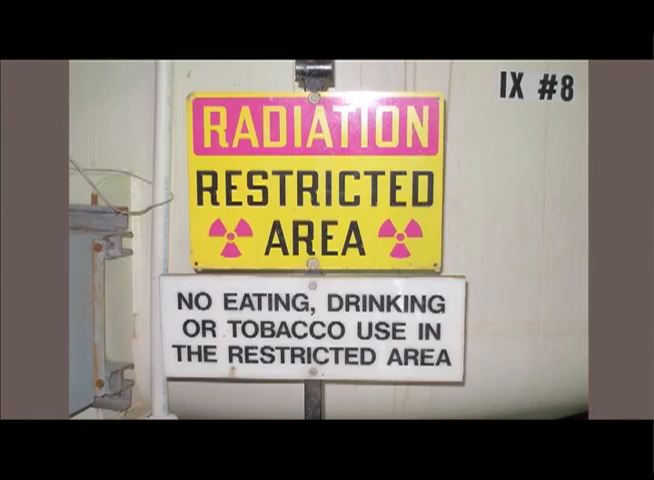 IX #8
RADIATION
RESTRICTED
AREA
NO EATING, DRINKING
OR TOBACCO USE IN
THE RESTRICTED AREA